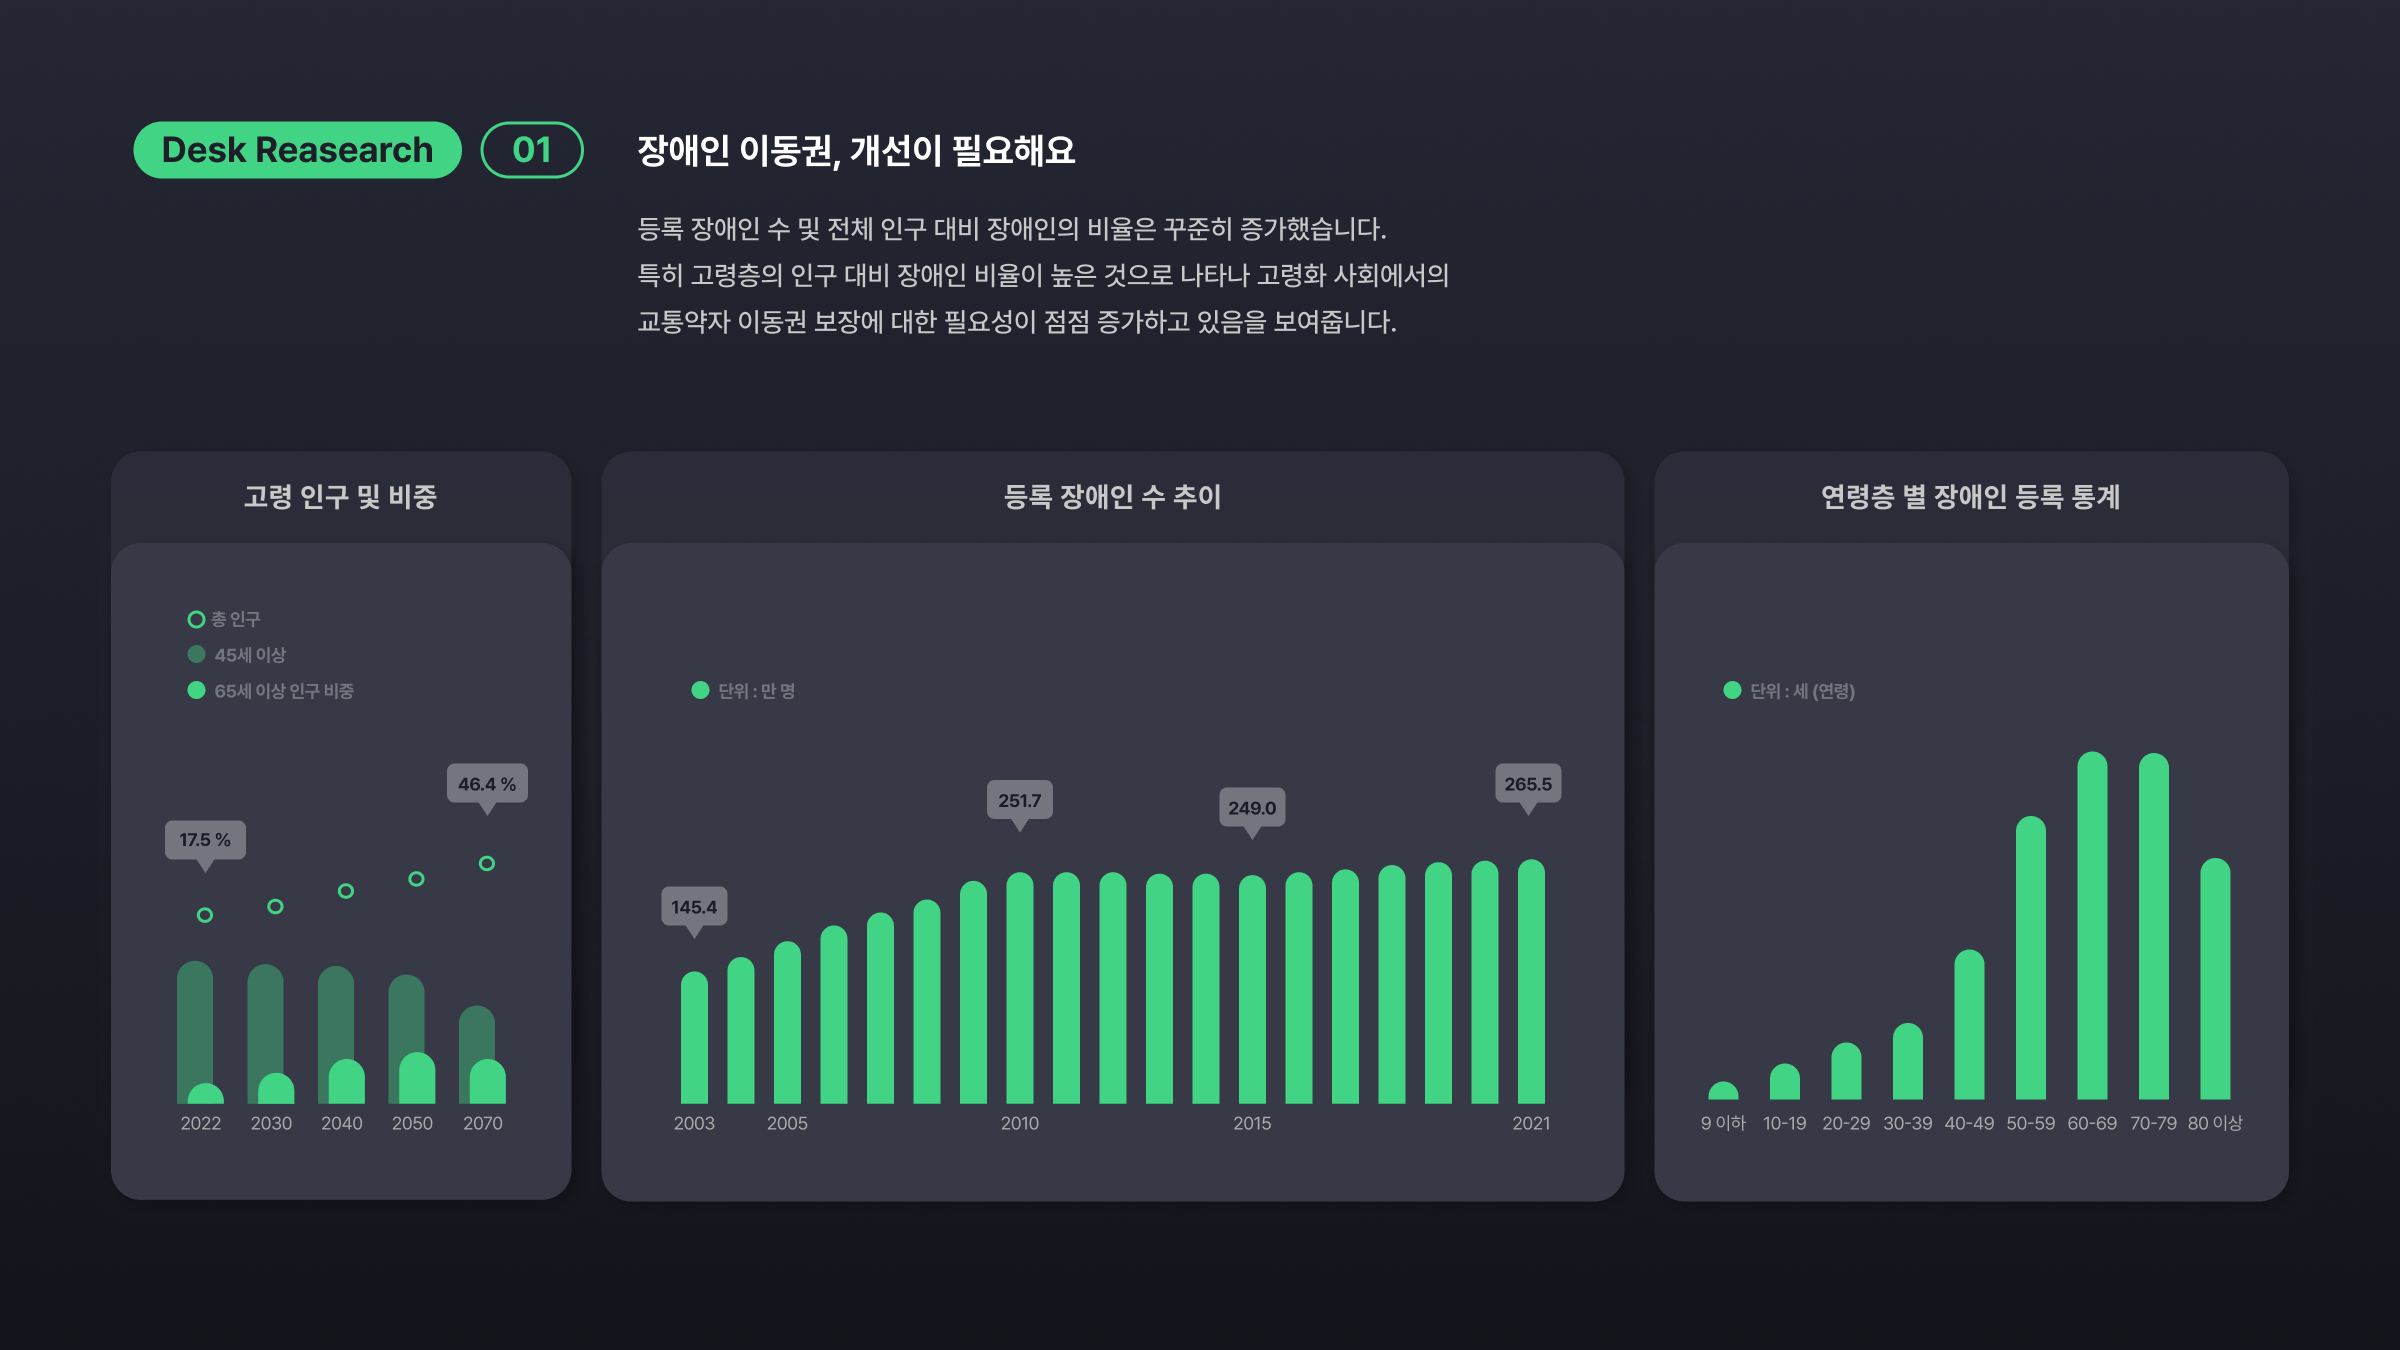 Desk Reasearch
01
장애인 이동권, 개선이 필요해요
등록 장애인 수 및 전체 인구 대비 장애인의 비율은 꾸준히 증가했습니다.
특히 고령층의 인구 대비 장애인 비율이 높은 것으로 나타나 고령화 사회에서의
교통약자 이동권 보장에 대한 필요성이 점점 증가하고 있음을 보여줍니다.
고령 인구 및 비중
총 인구
45세 이상
65세 이상 인구 비중
17.5 %
46.4 %
2022 2030 2040 2050 2070
등록 장애인 수 추이
단위 : 만 명
145.4
251.7
249.0
265.5
2003 2005 2010 2015 2021
연령층 별 장애인 등록 통계
단위 : 세 (연령)
9 이하 10-19 20-29 30-39 40-49 50-59 60-69 70-79 80 이상